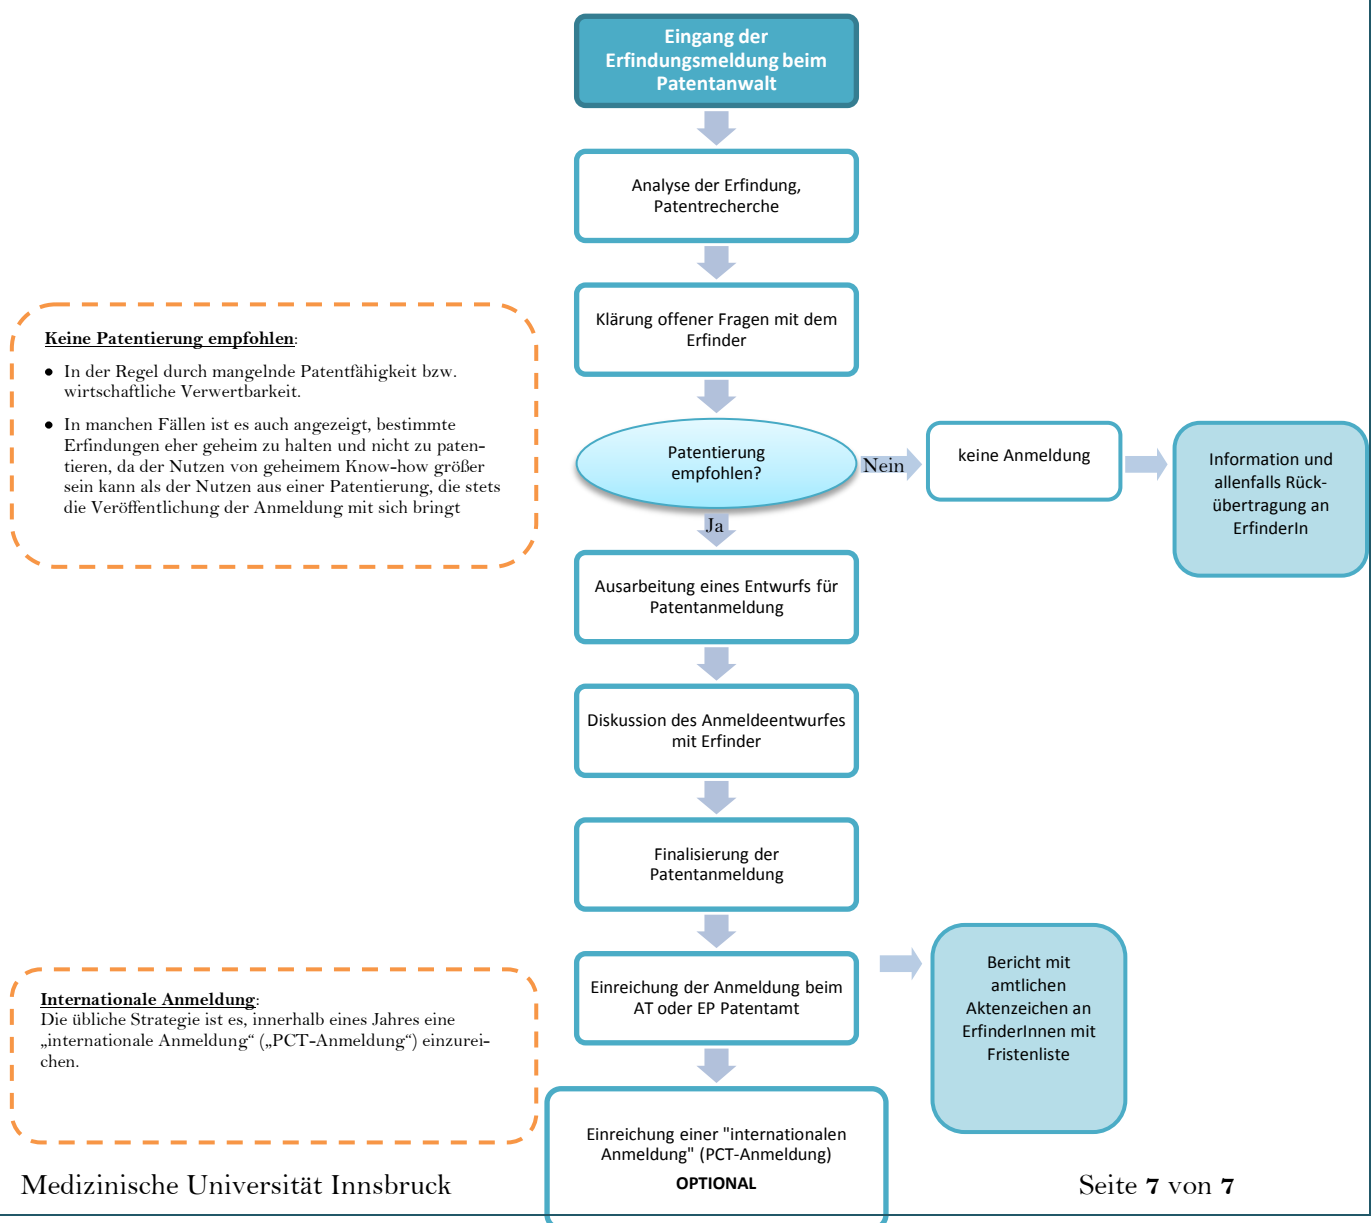 Eingang der
Erfindungsmeldung beim
Patentanwalt
Analyse der Erfindung,
Patentrecherche
Klärung offener Fragen mit dem
Erfinder
Keine Patentierung empfohlen:
• In der Regel durch mangelnde Patentfähigkeit bzw.
wirtschaftliche Verwertbarkeit.
• In manchen Fällen ist es auch angezeigt, bestimmte
Erfindungen eher geheim zu halten und nicht zu paten-
tieren, da der Nutzen von geheimem Know-how größer
sein kann als der Nutzen aus einer Patentierung, die stets
die Veröffentlichung der Anmeldung mit sich bringt
Patentierung
empfohlen?
Nein
keine Anmeldung
Information und
allenfalls Rück-
übertragung an
ErfinderIn
Ja
Ausarbeitung eines Entwurfs für
Patentanmeldung
Diskussion des Anmeldeentwurfes
mit Erfinder
Finalisierung der
Patentanmeldung
Einreichung der Anmeldung beim
AT oder EP Patentamt
Bericht mit
amtlichen
Aktenzeichen an
ErfinderInnen mit
Fristenliste
Internationale Anmeldung:
Die übliche Strategie ist es, innerhalb eines Jahres eine
„internationale Anmeldung“ („PCT-Anmeldung“) einzurei-
chen.
Einreichung einer "internationalen
Anmeldung" (PCT-Anmeldung)
OPTIONAL
Medizinische Universität Innsbruck
Seite 7 von 7